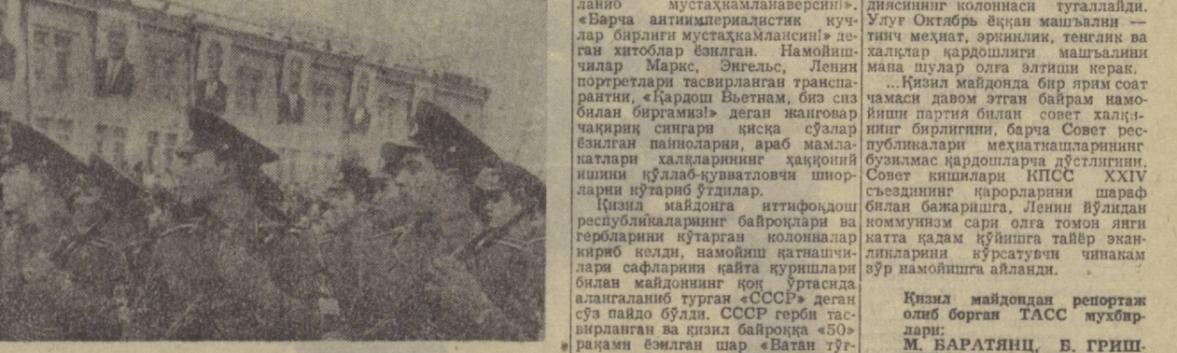 ланиб мустаҳкамланаверсин!».
«Барча антиимпериалистик куч-
лар бирлиги мустаҳкамлансин!» де-
ган хитоблар ёзилган. Намойиш-
чилар Маркс, Энгельс, Ленин
портретлари тасвирланган транспа-
рантни, «Қардош Вьетнам, биз сиз
билан биргамиз!» деган жанговар
чақириқ сингари қисқа сўзлар
ёзилган панноларни, араб мамла-
катлари халқларининг ҳаққоний
ишини қўллаб-қувватловчи шиор-
ларни кўтариб ўтдилар.
Қизил майдонга иттифоқдош
республикаларнинг байроқлари ва
гербларини кўтарган колонналар
кириб келди, намойиш қатнашчи-
лари сафларини қайта қуришлари
билан майдоннинг қоқ ўртасида
алангаланиб турган «СССР» деган
сўз пайдо бўлди. СССР герби тас-
вирланган ва қизил байроққа «50»
рақами ёзилган шар «Ватан тўғ-
диясининг колоннаси тугаллайди.
Улуғ Октябрь ёққан машъални —
тинч меҳнат, эркинлик, тенглик ва
халқлар қардошлиги машъалини
мана шулар олға элтиши керак.
...Қизил майдонда бир ярим соат
чамаси давом этган байрам намо-
йиши партия билан совет халқи-
нинг бирлигини, барча Совет рес-
публикалари меҳнаткашларининг
бузилмас қардошларча дўстлигини,
Совет кишилари КПСС XXIV
съездининг қарорларини шараф
билан бажаришга, Ленин йўлидан
коммунизм сари олға томон янги
катта қадам қўйишга тайёр экан-
ликларини кўрсатувчи чинакам
зўр намойишга айланди.
Қизил майдондан репортаж
олиб борган ТАСС мухбир-
лари:
М. БАРАТЯНЦ, Б. ГРИШ-